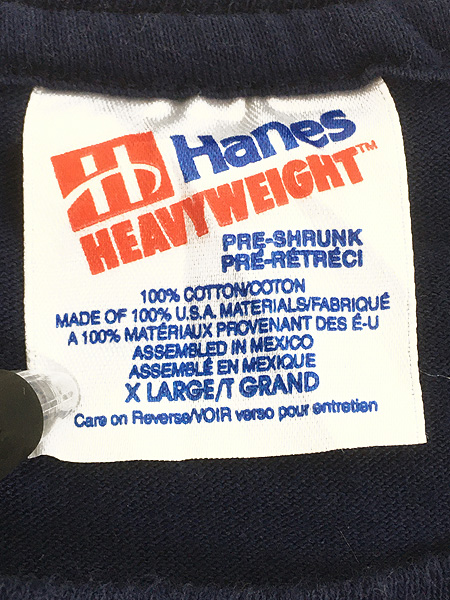 Hanes
HEAVYWEIGHT™
PRE-SHRUNK
PRÉ-RÉTRÉCI
100% COTTON/COTON
MADE OF 100% U.S.A. MATERIALS/FABRIQUÉ
A 100% MATÉRIAUX PROVENANT DES É-U
ASSEMBLED IN MEXICO
ASSEMBLÉ EN MEXIQUE
X LARGE/T GRAND
Care on Reverse/VOIR verso pour entretien